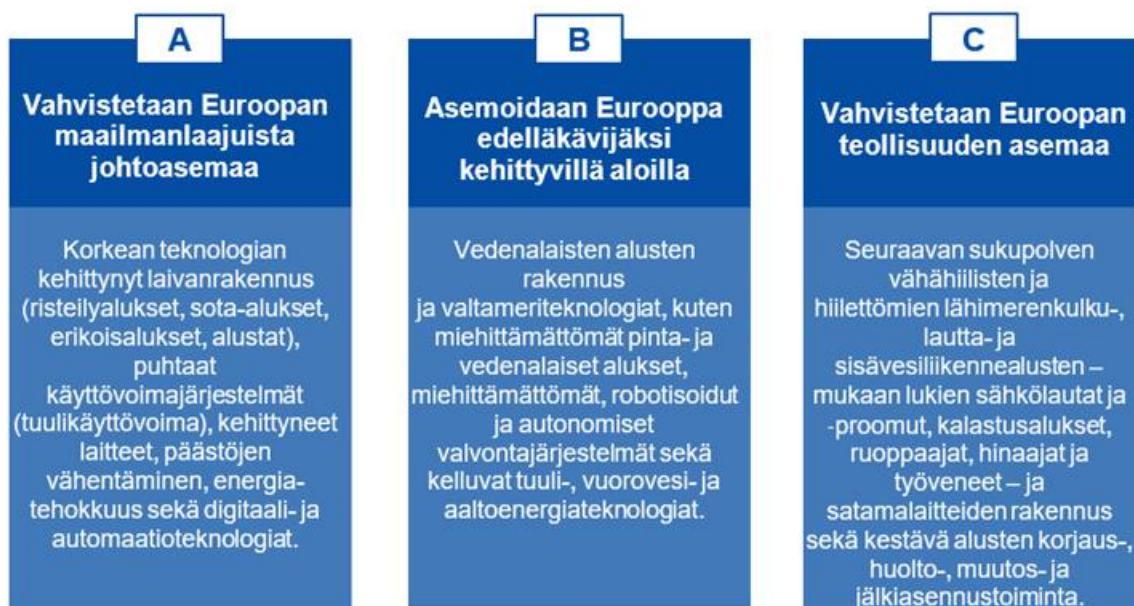 A
Vahvistetaan Euroopan
maailmanlaajuista
johtoasemaa
Korkean teknologian
kehittynyt laivanrakennus
(risteilyalukset, sota-alukset,
erikoisalukset, alustat),
puhtaat
käyttövoimajärjestelmät
(tuulikäyttövoima), kehittyneet
laitteet, päästöjen
vähentäminen, energia-
tehokkuus sekä digitaali- ja
automaatioteknologiat.
B
Asemoidaan Eurooppa
edelläkävijäksi
kehittyvillä aloilla
Vedenalaisten alusten
rakennus
ja valtameriteknologiat, kuten
miehittämättömät pinta- ja
vedenalaiset alukset,
miehittämättömät, robotisoidut
ja autonomiset
valvontajärjestelmät sekä
kelluvat tuuli-, vuorovesi- ja
aaltoenergiateknologiat.
C
Vahvistetaan Euroopan
teollisuuden asemaa
Seuraavan sukupolven
vähähiilisten ja
hiilettömien lähimerenkulku-,
lautta- ja
sisävesiliikennealusten –
mukaan lukien sähkölautat ja
-proomut, kalastusalukset,
ruoppaajat, hinaajat ja
työveneet – ja
satamalaitteiden rakennus
sekä kestävä alusten korjaus-,
huolto-, muutos- ja
jälkiasennustoiminta.